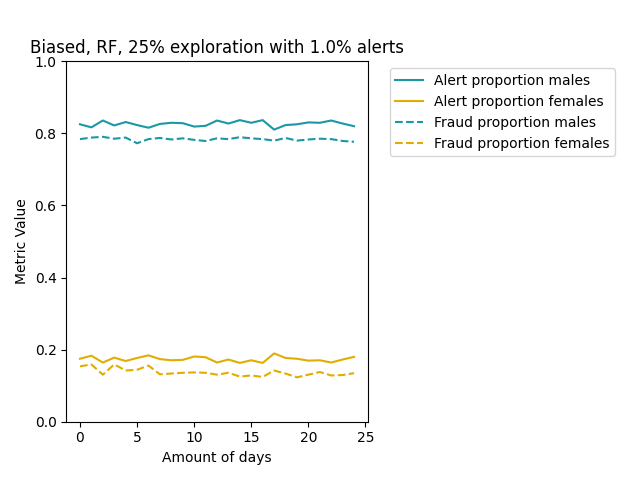 Biased, RF, 25% exploration with 1.0% alerts
Alert proportion males
Alert proportion females
Fraud proportion males
Fraud proportion females
Metric Value
1.0
0.8
0.6
0.4
0.2
0.0
0 5 10 15 20 25
Amount of days